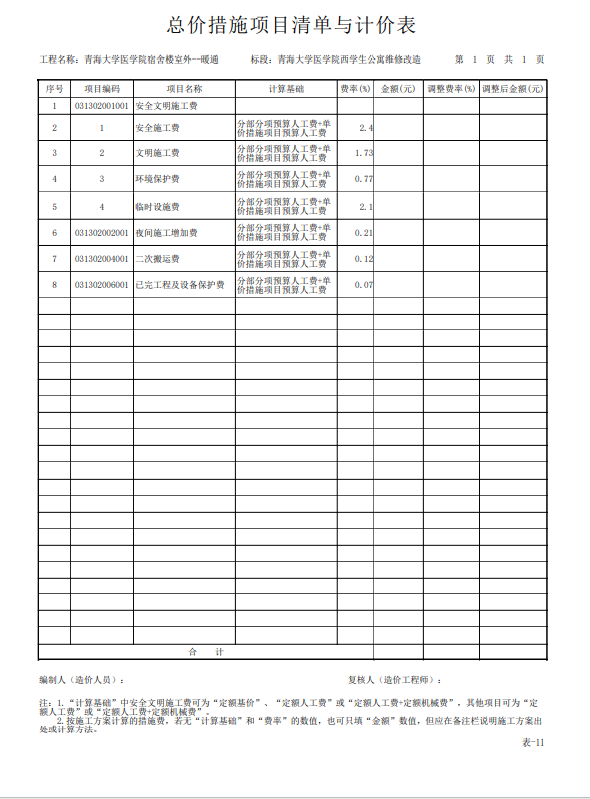 总价措施项目清单与计价表
工程名称：青海大学医学院宿舍楼室外--暖通 标段：青海大学医学院西学生公寓维修改造 第 1 页 共 1 页
序号 项目编码 项目名称 计算基础 费率(%) 金额(元) 调整费率(%) 调整后金额(元)
1 031302001001 安全文明施工费
2 1 安全施工费 分部分项预算人工费+单
价措施项目预算人工费 2.4
3 2 文明施工费 分部分项预算人工费+单
价措施项目预算人工费 1.73
4 3 环境保护费 分部分项预算人工费+单
价措施项目预算人工费 0.77
5 4 临时设施费 分部分项预算人工费+单
价措施项目预算人工费 2.1
6 031302002001 夜间施工增加费 分部分项预算人工费+单
价措施项目预算人工费 0.21
7 031302004001 二次搬运费 分部分项预算人工费+单
价措施项目预算人工费 0.12
8 031302006001 已完工程及设备保护费 分部分项预算人工费+单
价措施项目预算人工费 0.07
合 计
编制人（造价人员）： 复核人（造价工程师）：
注：1.“计算基础”中安全文明施工费可为“定额基价”、“定额人工费”或“定额人工费+定额机械费”，其他项目可为“定
额人工费”或“定额人工费+定额机械费”。
2.按施工方案计算的措施费，若无“计算基础”和“费率”的数值，也可只填“金额”数值，但应在备注栏说明施工方案出
处或计算方法。
表-11